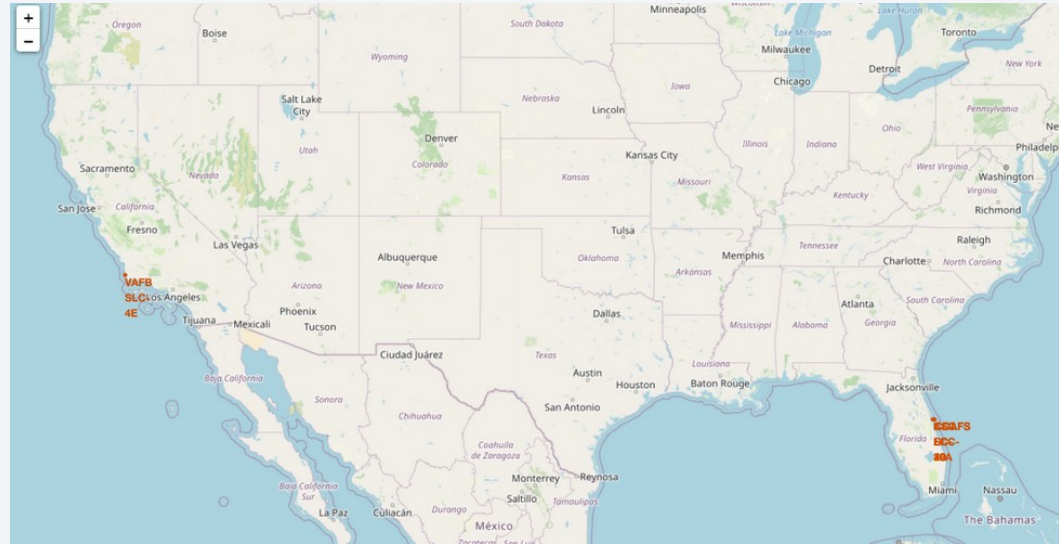 +
−
Minneapolis
South Dakota
Oregon
Boise
Lake Huron
Toronto
Lake Michigan
Milwaukee
Wyoming
Detroit
New York
Chicago
Salt Lake
City
Nebraska
Iowa
Lincoln
Pennsylvania
Ohio
Denver
Utah
Illinois
Indiana
Philadelp
Sacramento
Nevada
Colorado
Kansas City
Kansas
Missouri
West Virginia
Washington
Virginia
Kentucky
San Jose
California
Richmond
Fresno
Las Vegas
Tulsa
Raleigh
Tennessee
Albuquerque
Oklahoma
Memphis
Charlotte
North Carolina
Arkansas
VAFB
SLC-
4E
Los Angeles
Arizona
New Mexico
South Carolina
Atlanta
Phoenix
Dallas
Tijuana
Mexicali
Tucson
Mississippi
Alabama
Georgia
Ciudad Juárez
Texas
Louisiana
Austin
Houston
Baton Rouge
Jacksonville
Baja California
Sonora
San Antonio
Chihuahua
Florida
Coahuila
de Zaragoza
Monterrey
Reynosa
Baja California
Sur
Saltillo
Tamaulipas
Miami
Nassau
La Paz
Culiacán
Durango
México
The Bahamas